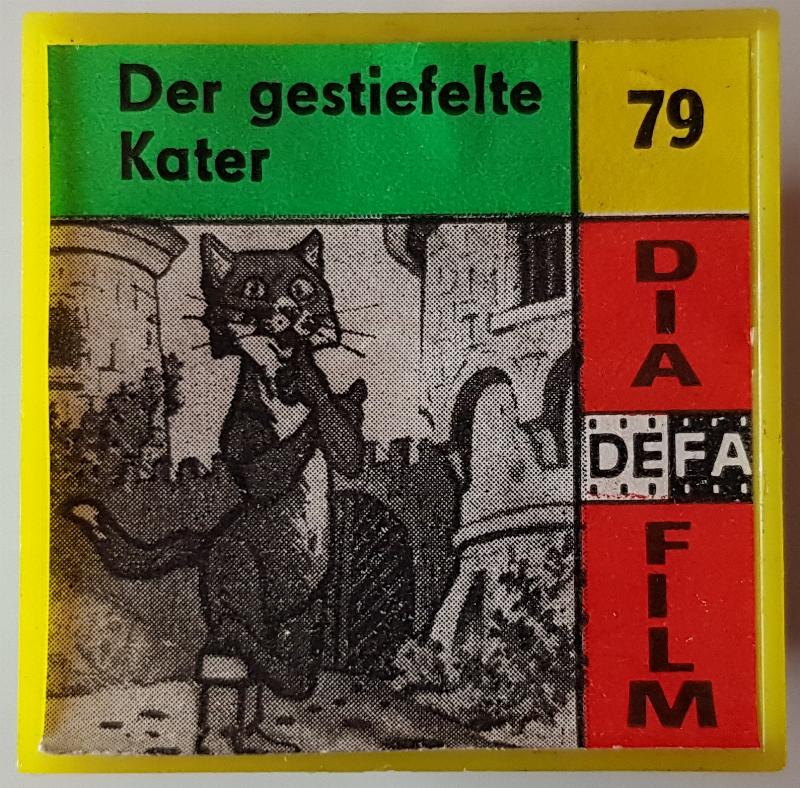 Der gestiefelte
Kater
79
DIA
DEFA
FILM